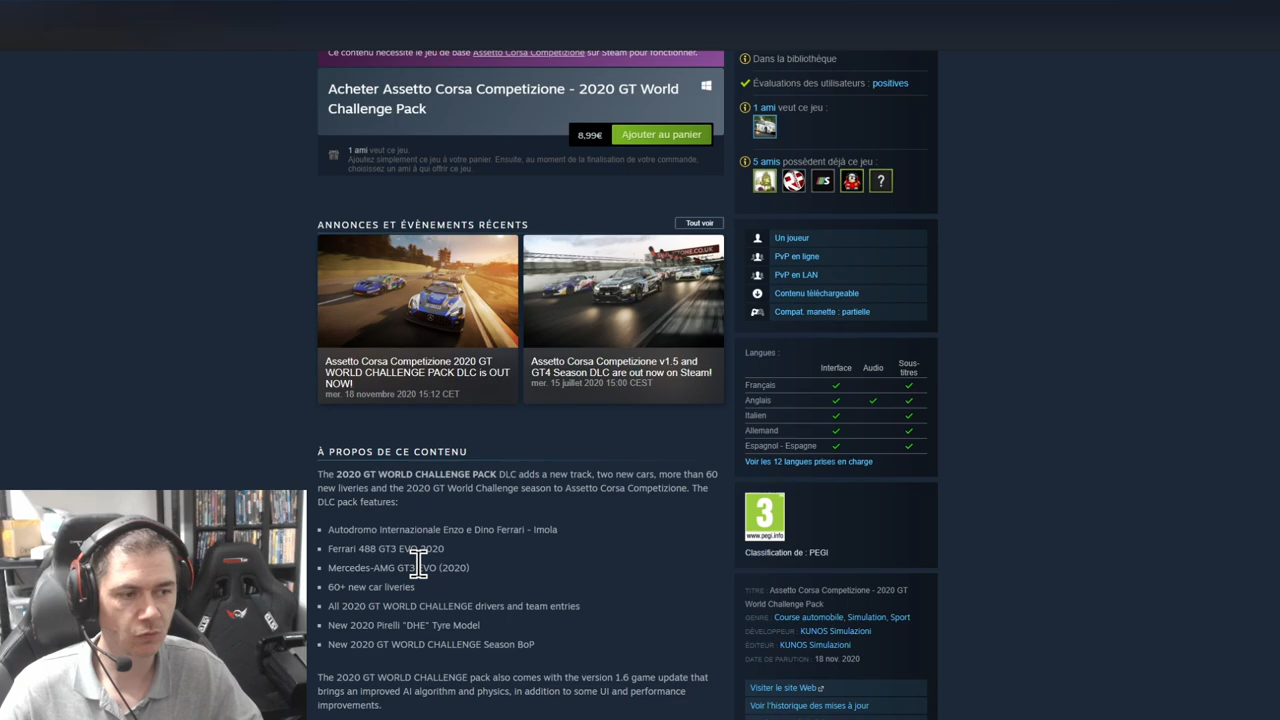 Ce contenu nécessite le jeu de base Assetto Corsa Competizione sur Steam pour fonctionner.
Acheter Assetto Corsa Competizione - 2020 GT World
Challenge Pack
8,99€
Ajouter au panier
1 ami veut ce jeu.
Ajoutez simplement ce jeu à votre panier. Ensuite, au moment de la finalisation de votre commande,
choisissez un ami à qui offrir ce jeu.
ANNONCES ET ÉVÈNEMENTS RÉCENTS
Tout voir
Assetto Corsa Competizione 2020 GT
WORLD CHALLENGE PACK DLC is OUT
NOW!
mer. 18 novembre 2020 15:12 CET
Assetto Corsa Competizione v1.5 and
GT4 Season DLC are out now on Steam!
mer. 15 juillet 2020 15:00 CEST
À PROPOS DE CE CONTENU
The 2020 GT WORLD CHALLENGE PACK DLC adds a new track, two new cars, more than 60
new liveries and the 2020 GT World Challenge season to Assetto Corsa Competizione. The
DLC pack features:
Autodromo Internazionale Enzo e Dino Ferrari - Imola
Ferrari 488 GT3 EVO 2020
Mercedes-AMG GT3 EVO (2020)
60+ new car liveries
All 2020 GT WORLD CHALLENGE drivers and team entries
New 2020 Pirelli "DHE" Tyre Model
New 2020 GT WORLD CHALLENGE Season BoP
The 2020 GT WORLD CHALLENGE pack also comes with the version 1.6 game update that
brings an improved AI algorithm and physics, in addition to some UI and performance
improvements.
Dans la bibliothèque
Évaluations des utilisateurs : positives
1 ami veut ce jeu :
5 amis possèdent déjà ce jeu :
?
Un joueur
PvP en ligne
PvP en LAN
Contenu téléchargeable
Compat. manette : partielle
Langues :
Interface Audio Sous-
titres
Français
Anglais
Italien
Allemand
Espagnol - Espagne
Voir les 12 langues prises en charge
3
www.pegi.info
Classification de : PEGI
TITRE : Assetto Corsa Competizione - 2020 GT
World Challenge Pack
GENRE : Course automobile, Simulation, Sport
DÉVELOPPEUR : KUNOS Simulazioni
ÉDITEUR : KUNOS Simulazioni
DATE DE PARUTION : 18 nov. 2020
Visiter le site Web
Voir l'historique des mises à jour